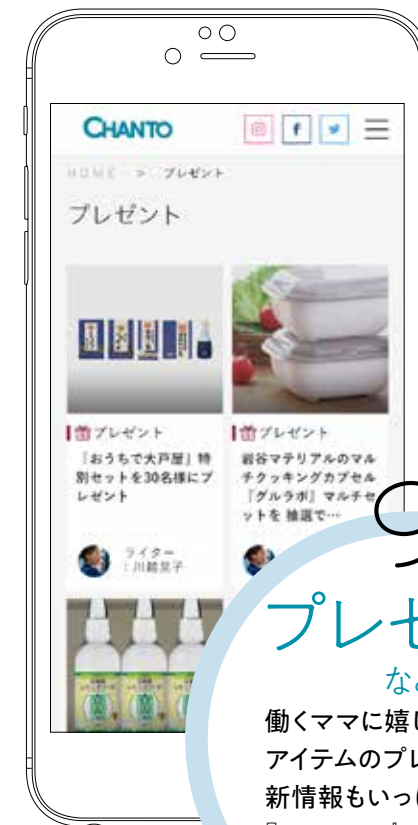 CHANTO
HOME > プレゼント
プレゼント
プレゼント
『おうちで大戸屋』特
別セットを30名様にプ
レゼント
ライター
プレゼント
岩谷マテリアルのマル
チクッキングカプセル
『グルラボ』マルチセ
ットを 抽選で…
プレゼ
な
働くママに嬉し
アイテムのプレ
新情報もいっ